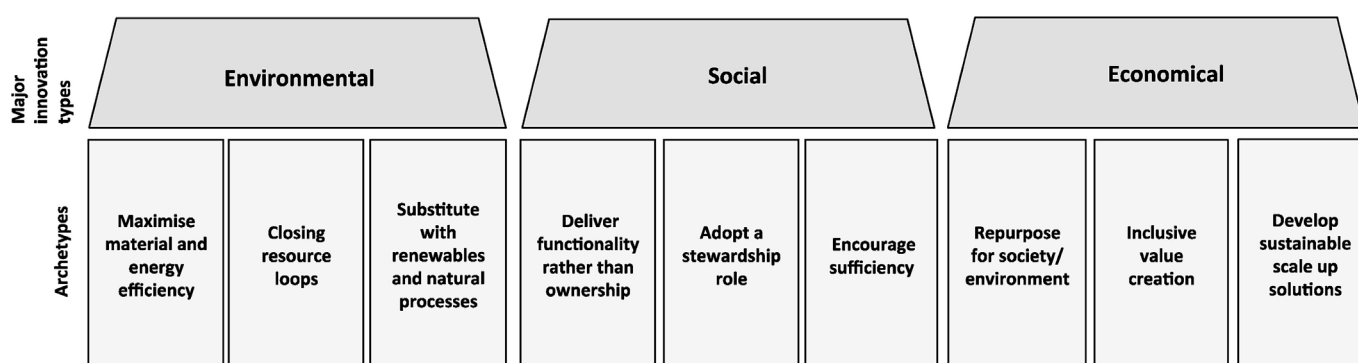 Major
innovation
types
Environmental
Social
Economical
Archetypes
Maximise
material and
energy
efficiency
Closing
resource
loops
Substitute
with
renewables
and natural
processes
Deliver
functionality
rather than
ownership
Adopt a
stewardship
role
Encourage
sufficiency
Repurpose
for society/
environment
Inclusive
value
creation
Develop
sustainable
scale up
solutions